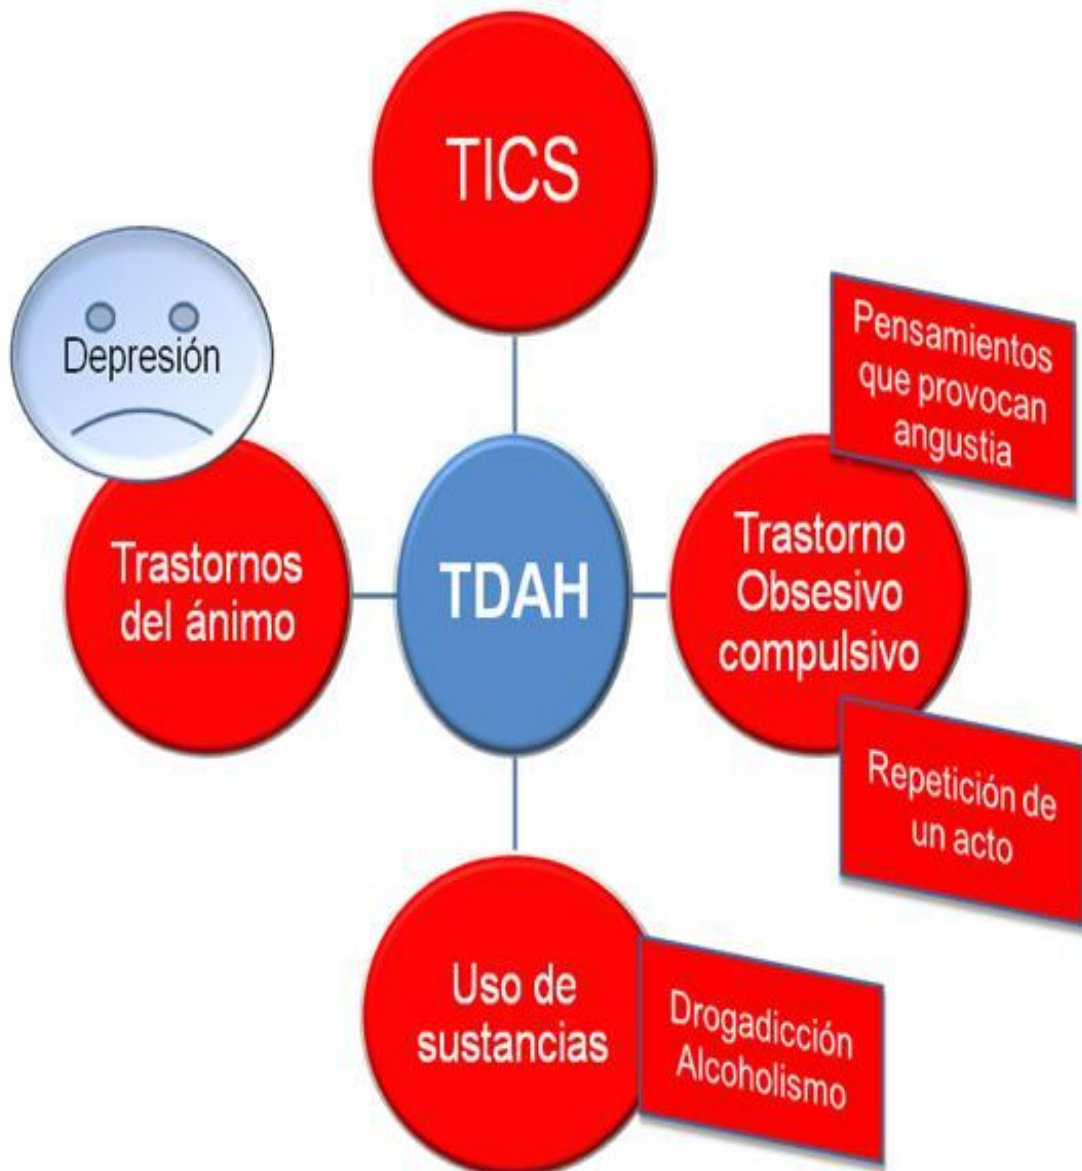 TICS
Depresión
Pensamientos
que provocan
angustia
Trastornos
del ánimo
TDAH
Trastorno
Obsesivo
compulsivo
Repetición de
un acto
Uso de
sustancias
Drogadicción
Alcoholismo